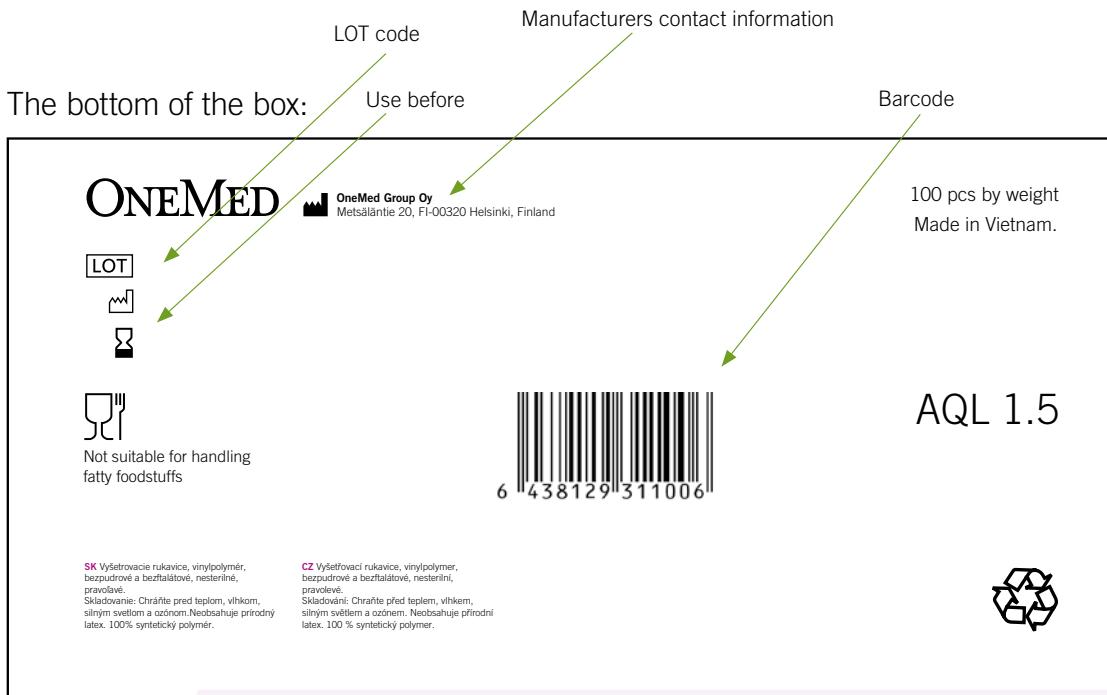 Manufacturers contact information
LOT code
The bottom of the box:
Use before
Barcode
ONEMED
OneMed Group Oy
Metsäläntie 20, FI-00320 Helsinki, Finland
100 pcs by weight
Made in Vietnam.
LOT
AQL 1.5
Not suitable for handling
fatty foodstuffs
6 438129 311006
SK Vyšetrovacie rukavice, vinylpolymér,
bezpudrové a bezftalátové, nesterilné,
pravoľavé.
Skladovanie: Chráňte pred teplom, vlhkom,
silným svetlom a ozónom.Neobsahuje prírodný
latex. 100% syntetický polymér.
CZ Vyšetřovací rukavice, vinylpolymer,
bezpudrové a bezftalátové, nesterilní,
pravolevé.
Skladování: Chraňte před teplem, vlhkem,
silným světlem a ozónem. Neobsahuje přírodní
latex. 100 % syntetický polymer.